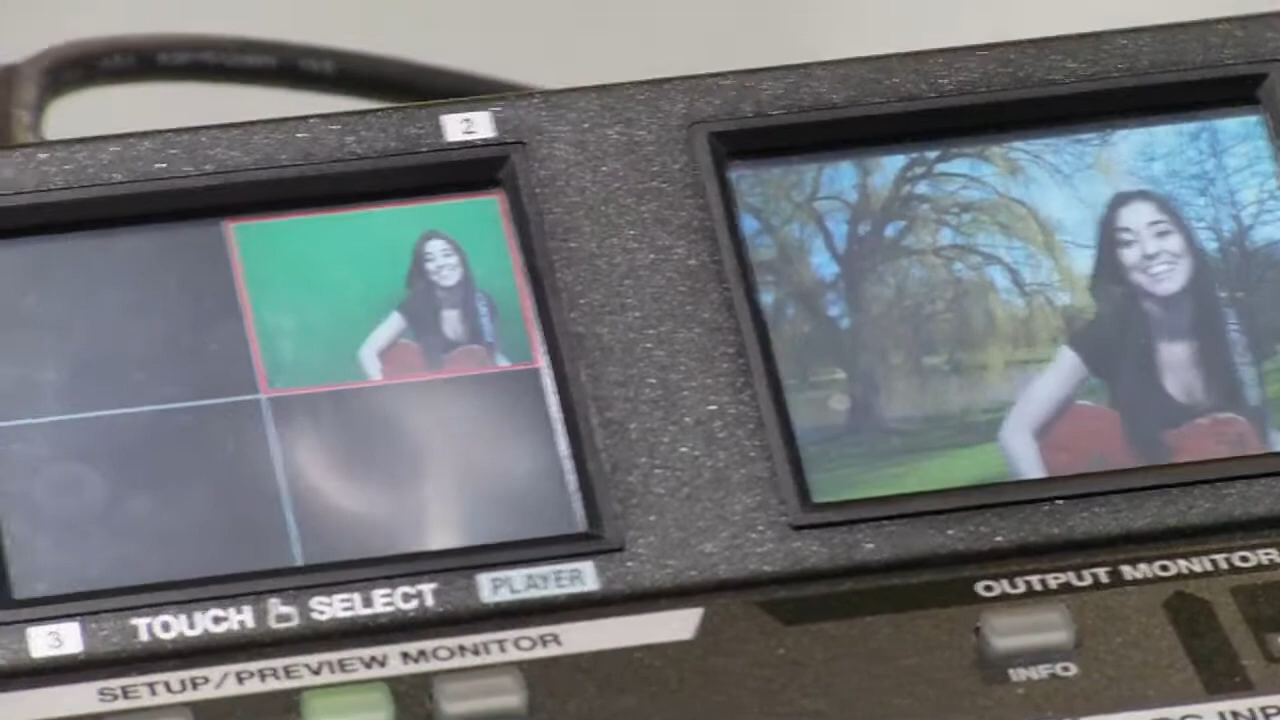 2
3
TOUCH SELECT
PLAYER
SETUP/PREVIEW MONITOR
OUTPUT MONITOR
INFO